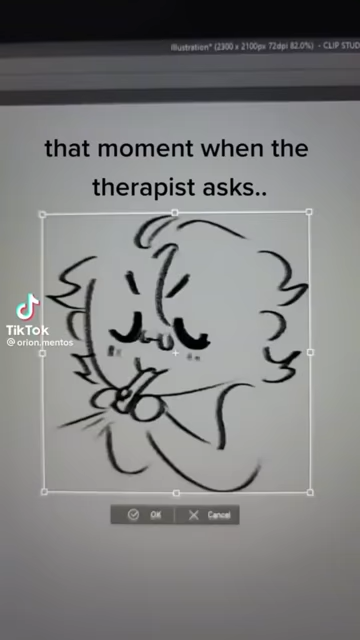 Illustration* (2300 x 2100px 72dpi 82.0%) - CLIP STUD
that moment when the
therapist asks..
TikTok
@orion.mentos
OK
Cancel